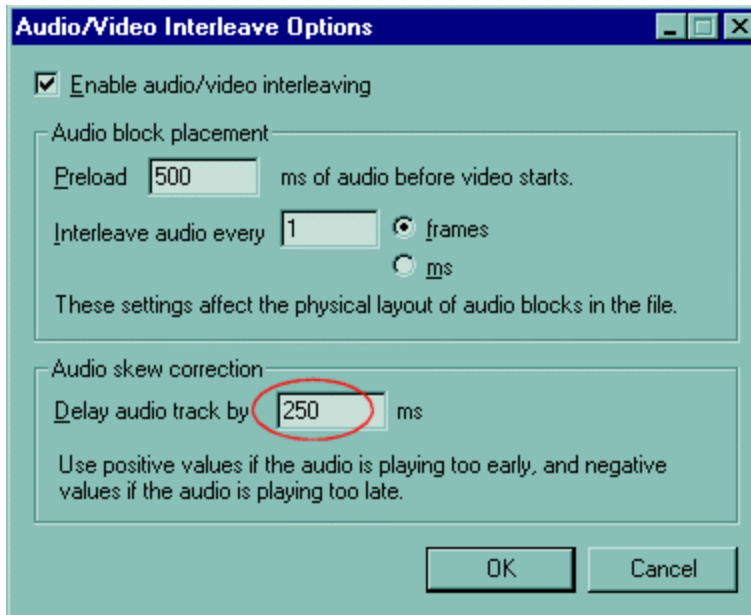 Audio/Video Interleave Options
Enable audio/video interleaving
Audio block placement
Preload 500 ms of audio before video starts.
Interleave audio every 1 frames
ms
These settings affect the physical layout of audio blocks in the file.
Audio skew correction
Delay audio track by 250 ms
Use positive values if the audio is playing too early, and negative
values if the audio is playing too late.
OK Cancel